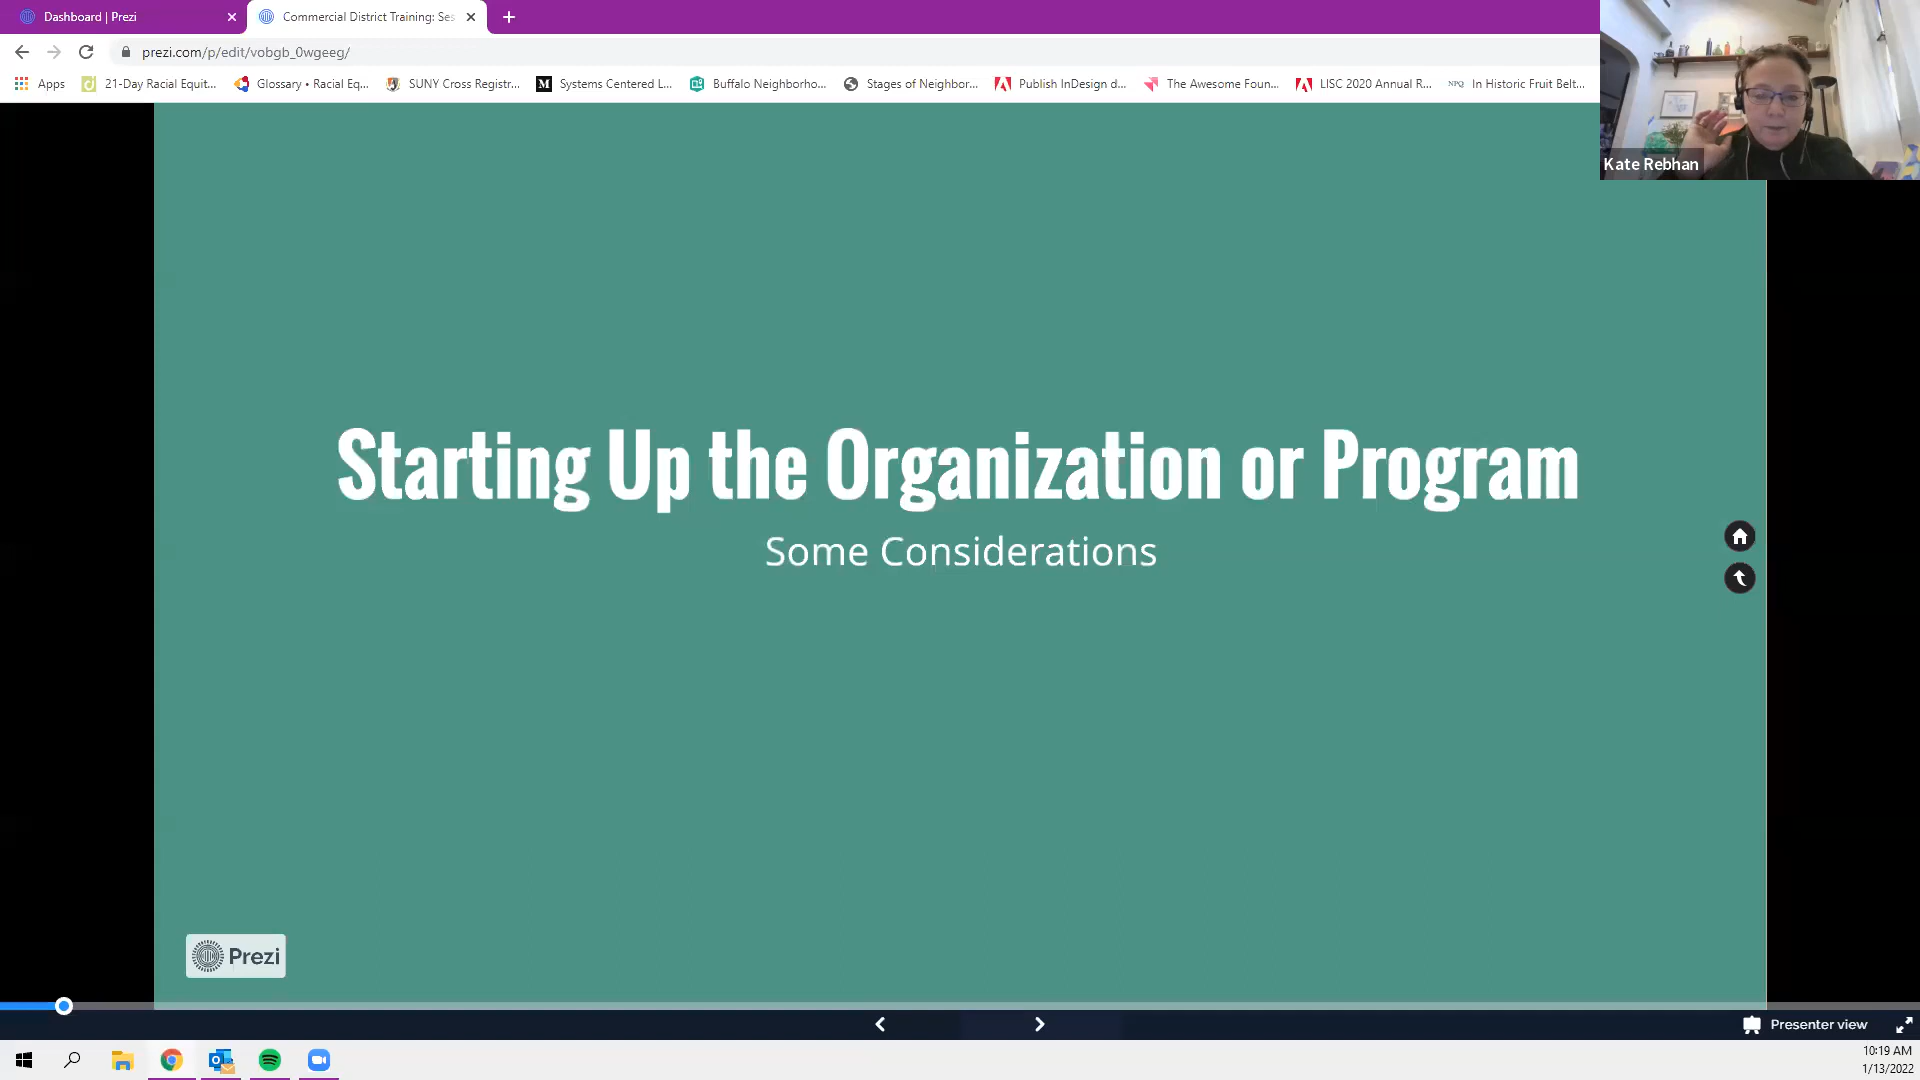 Dashboard | Prezi
Commercial District Training: Ses
prezi.com/p/edit/vobgb_0wgeeg/
Apps
21-Day Racial Equit...
Glossary • Racial Eq...
SUNY Cross Registr...
M
Systems Centered L...
Buffalo Neighborho...
Stages of Neighbor...
Publish InDesign d...
The Awesome Foun...
LISC 2020 Annual R...
NPQ
In Historic Fruit Belt...
Kate Rebhan
Starting Up the Organization or Program
Some Considerations
Prezi
Presenter view
10:19 AM
1/13/2022